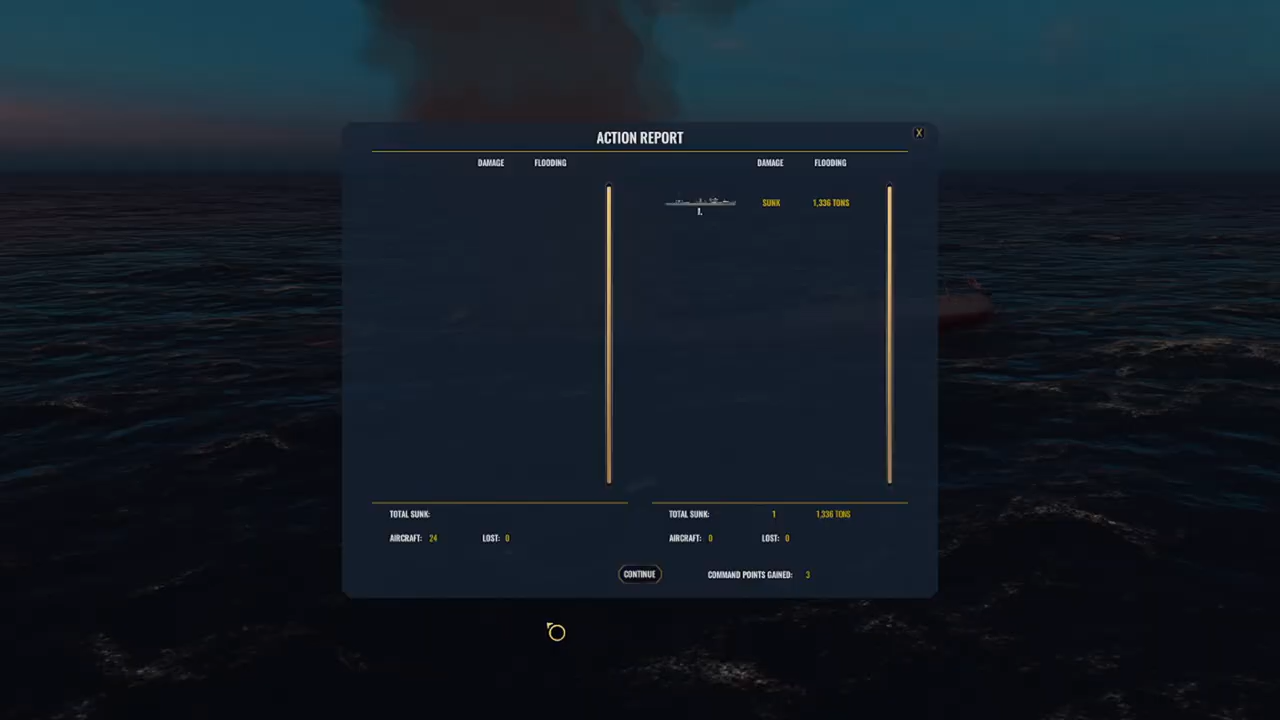 ACTION REPORT
X
DAMAGE FLOODING DAMAGE FLOODING
SUNK 1,336 TONS
1.
TOTAL SUNK: TOTAL SUNK: 1 1,336 TONS
AIRCRAFT: 24 LOST: 0 AIRCRAFT: 0 LOST: 0
CONTINUE COMMAND POINTS GAINED: 3